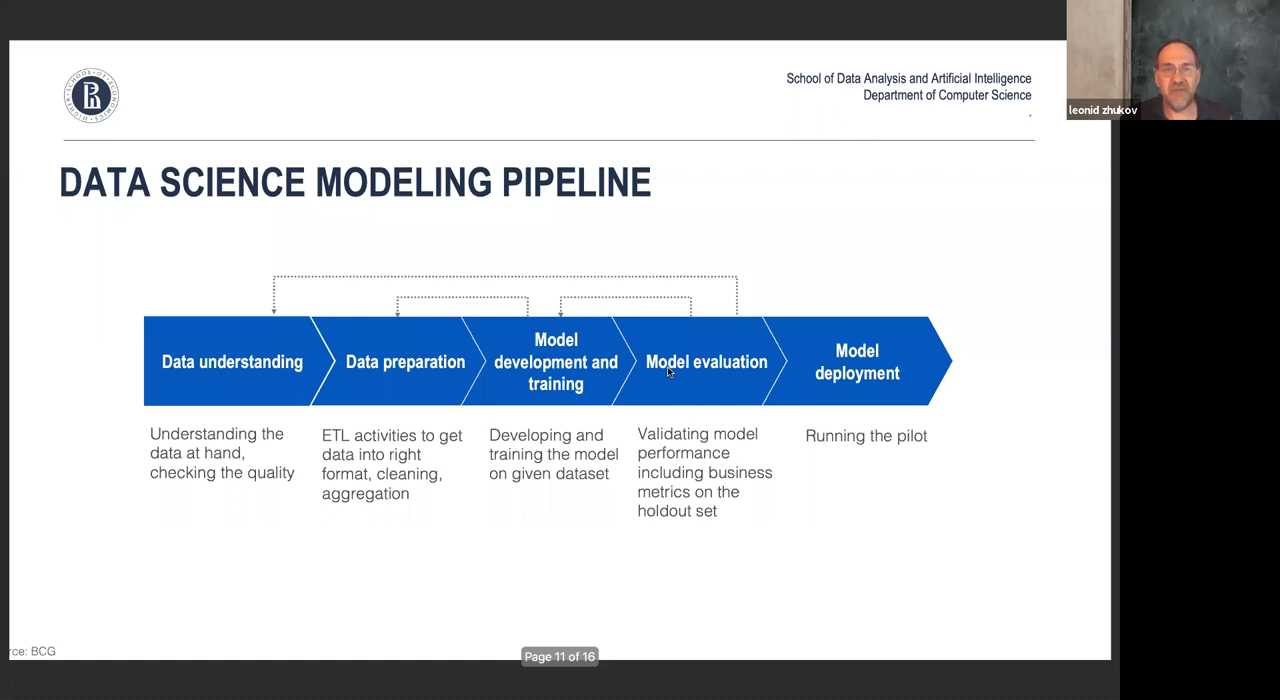 School of Data Analysis and Artificial Intelligence
Department of Computer Science
.
leonid zhukov
DATA SCIENCE MODELING PIPELINE
Data understanding
Data preparation
Model
development and
training
Model evaluation
Model
deployment
Understanding the
data at hand,
checking the quality
ETL activities to get
data into right
format, cleaning,
aggregation
Developing and
training the model
on given dataset
Validating model
performance
including business
metrics on the
holdout set
Running the pilot
rce: BCG
Page 11 of 16